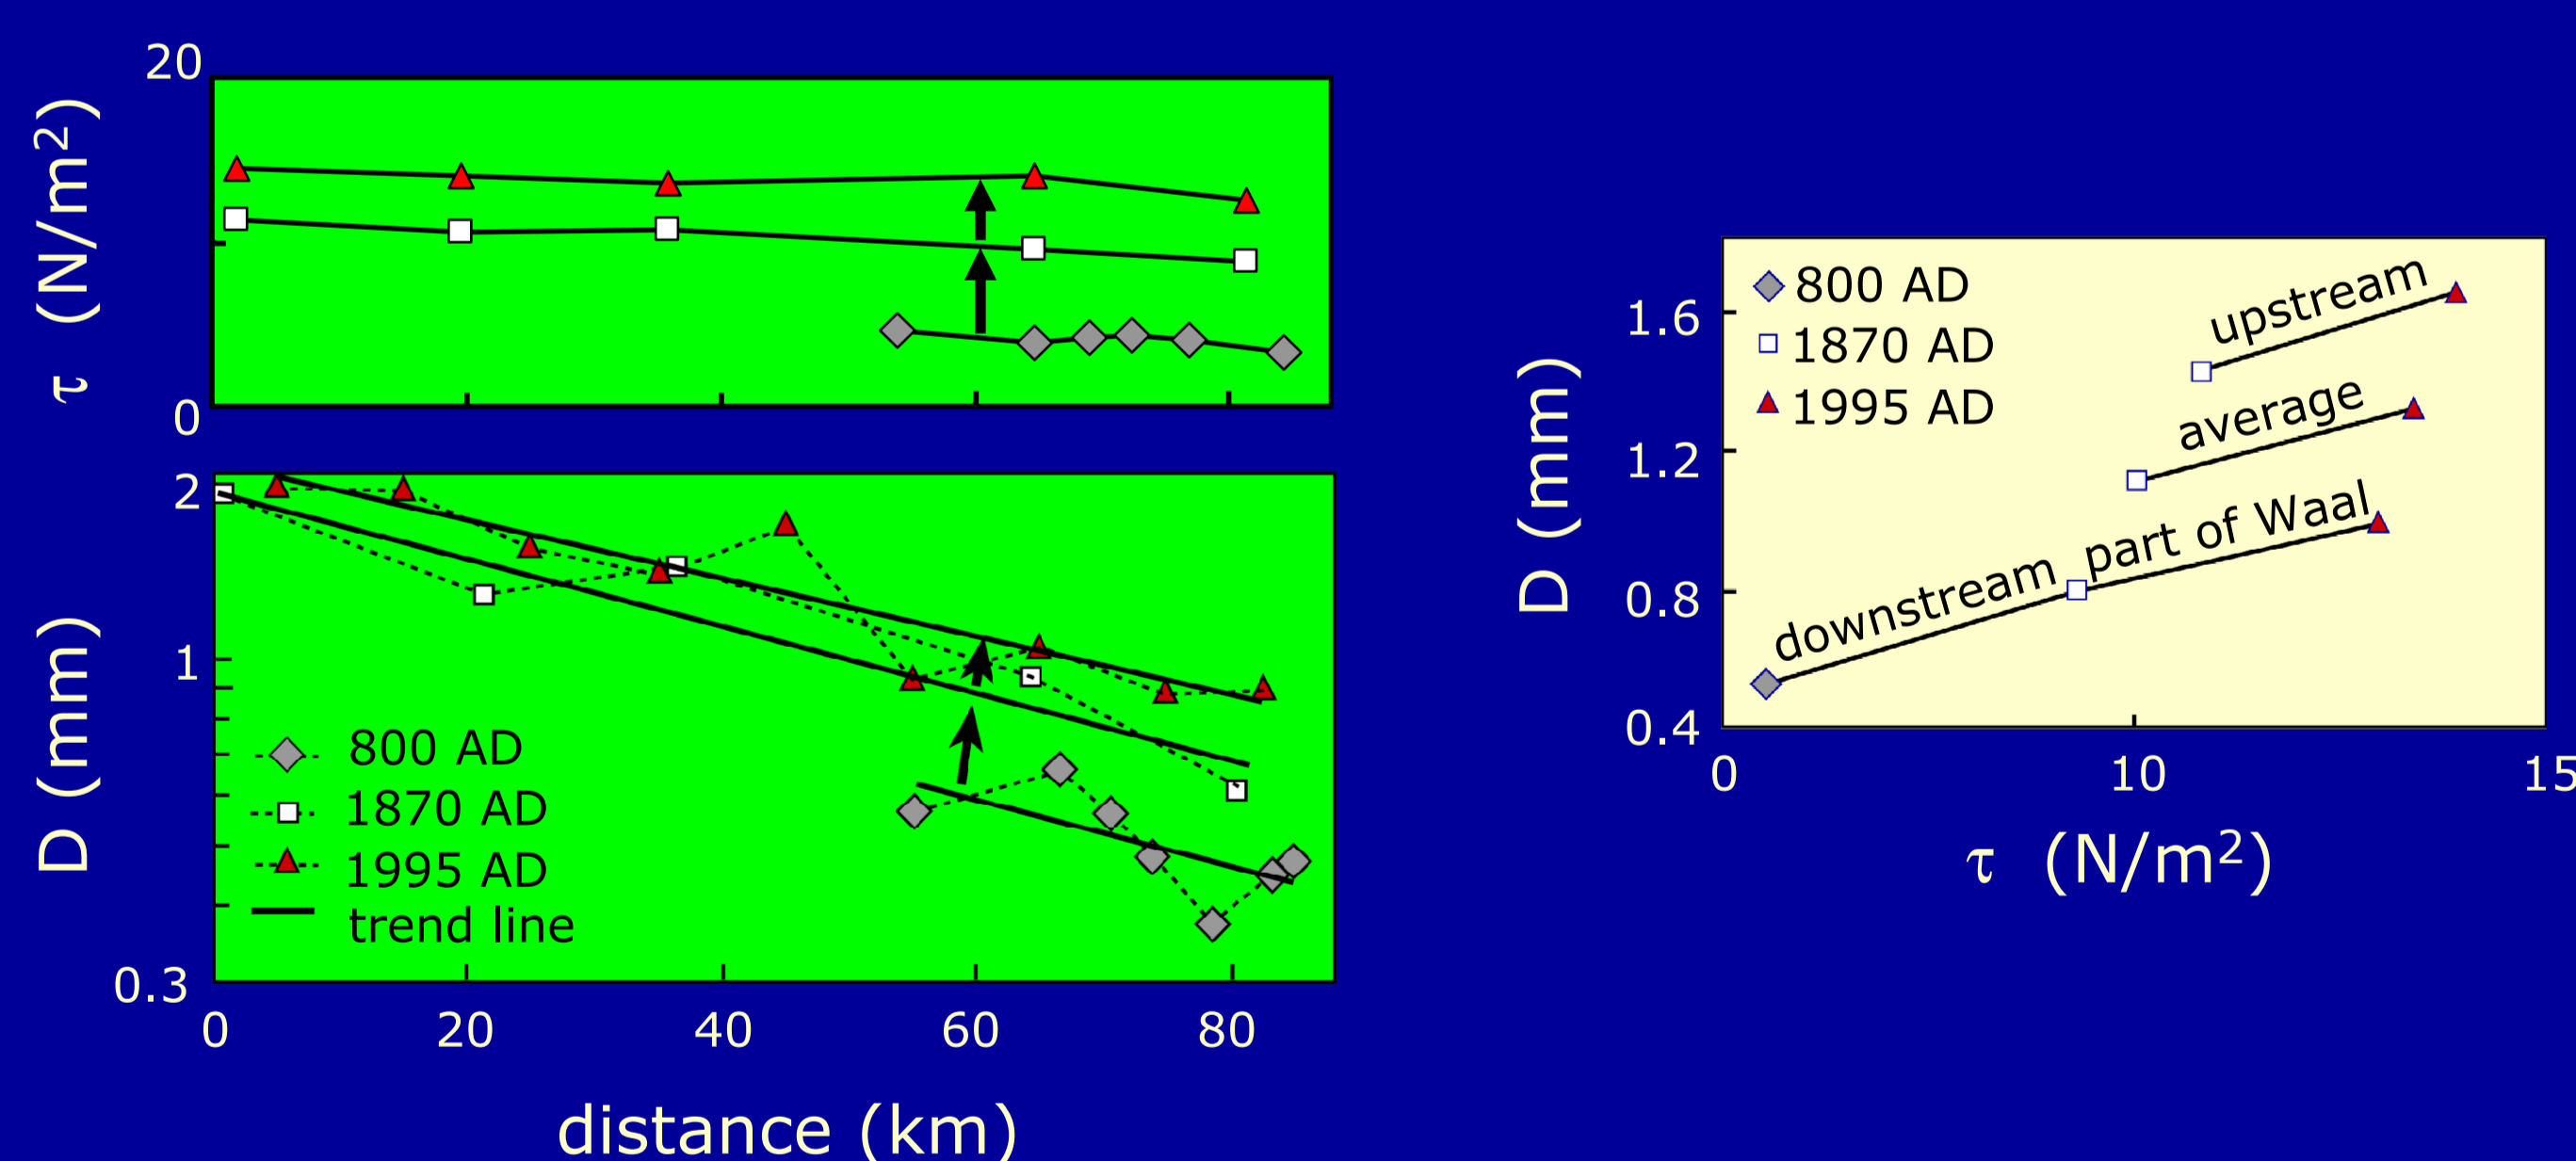 20
τ (N/m²)
0
2
1
D (mm)
800 AD
1870 AD
1995 AD
trend line
0.3
0 20 40 60 80
distance (km)
800 AD
1870 AD
1995 AD
upstream
average
downstream part of Waal
1.6
1.2
D (mm)
0.8
0.4
0 10 15
τ (N/m²)